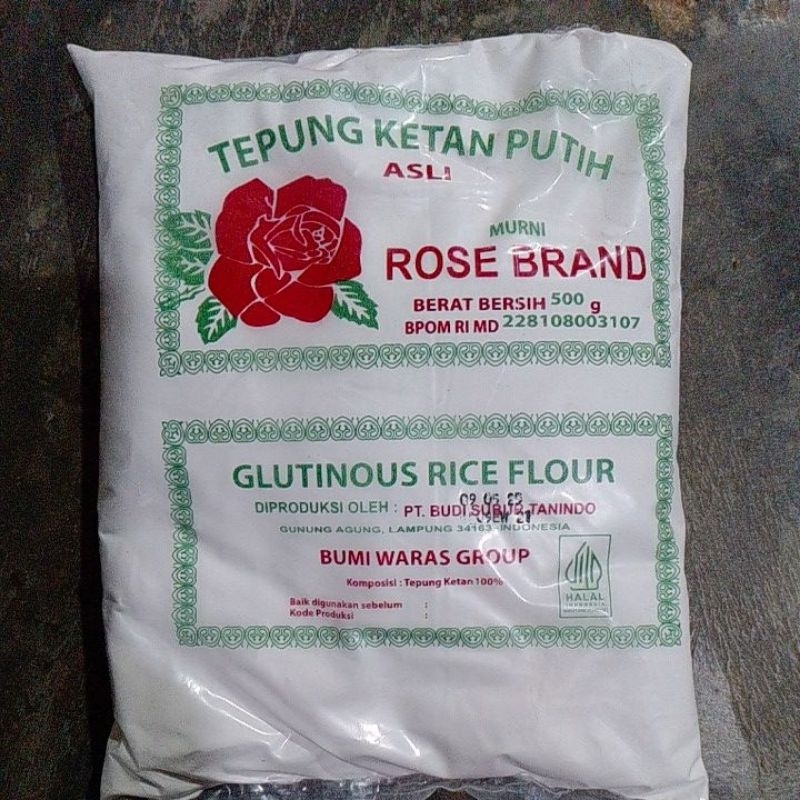 TEPUNG KETAN PUTIH
ASLI
MURNI
ROSE BRAND
BERAT BERSIH 500 g
BPOM RI MD 228108003107
GLUTINOUS RICE FLOUR
DIPRODUKSI OLEH : PT. BUDI SUBUR TANINDO
GUNUNG AGUNG, LAMPUNG 34163-INDONESIA
BUMI WARAS GROUP
Komposisi : Tepung Ketan 100%
Baik digunakan sebelum :
Kode Produksi :
HALAL
INDONESIA